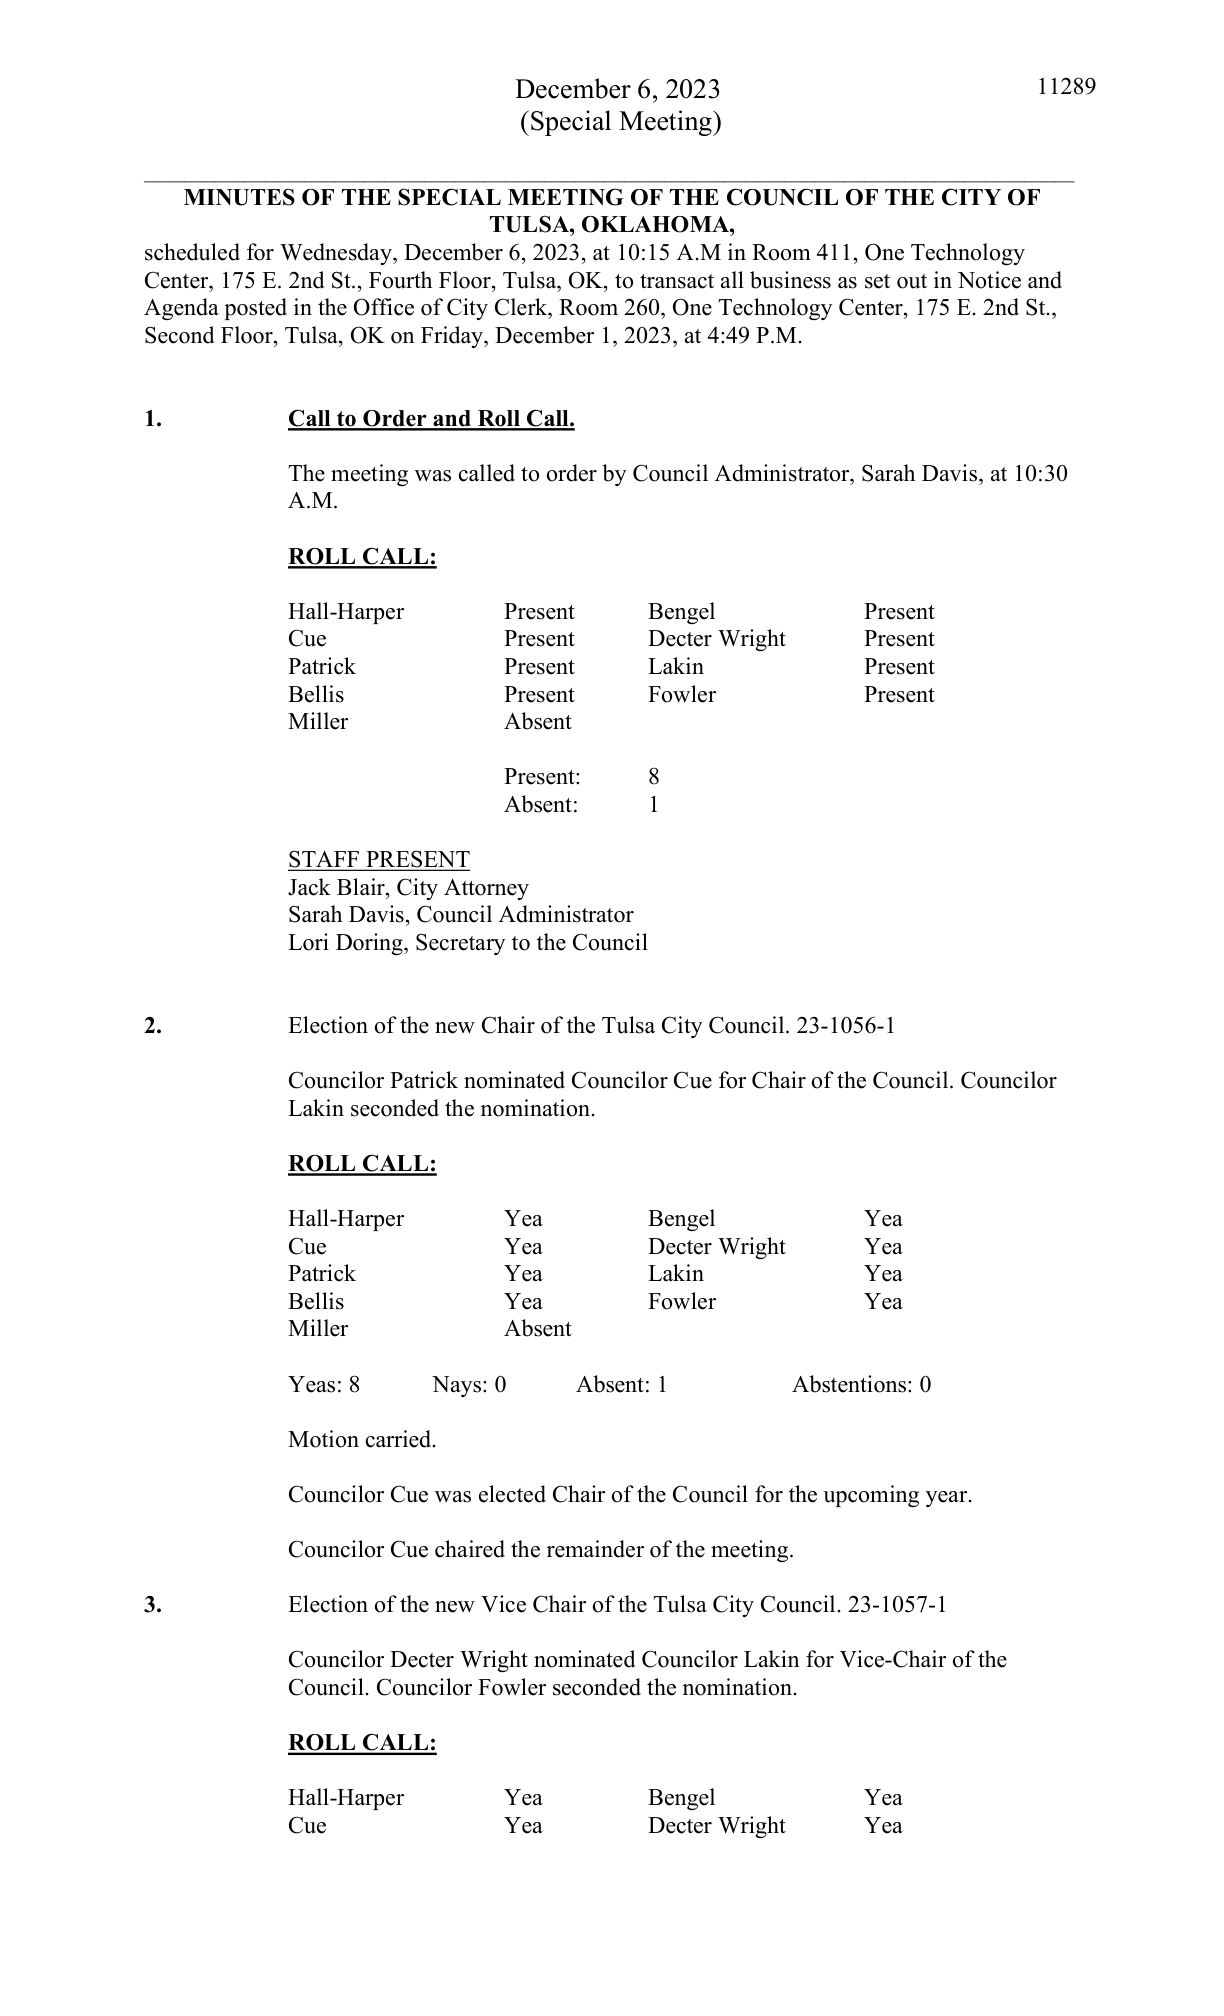 December 6, 2023
11289
(Special Meeting)
MINUTES OF THE SPECIAL MEETING OF THE COUNCIL OF THE CITY OF
TULSA, OKLAHOMA,
scheduled for Wednesday, December 6, 2023, at 10:15 A.M in Room 411, One Technology
Center, 175 E. 2nd St., Fourth Floor, Tulsa, OK, to transact all business as set out in Notice and
Agenda posted in the Office of City Clerk, Room 260, One Technology Center, 175 E. 2nd St.,
Second Floor, Tulsa, OK on Friday, December 1, 2023, at 4:49 P.M.
1. Call to Order and Roll Call.
The meeting was called to order by Council Administrator, Sarah Davis, at 10:30
A.M.
ROLL CALL:
Hall-Harper Present Bengel Present
Cue Present Decter Wright Present
Patrick Present Lakin Present
Bellis Present Fowler Present
Miller Absent
Present: 8
Absent: 1
STAFF PRESENT
Jack Blair, City Attorney
Sarah Davis, Council Administrator
Lori Doring, Secretary to the Council
2. Election of the new Chair of the Tulsa City Council. 23-1056-1
Councilor Patrick nominated Councilor Cue for Chair of the Council. Councilor
Lakin seconded the nomination.
ROLL CALL:
Hall-Harper Yea Bengel Yea
Cue Yea Decter Wright Yea
Patrick Yea Lakin Yea
Bellis Yea Fowler Yea
Miller Absent
Yeas: 8 Nays: 0 Absent: 1 Abstentions: 0
Motion carried.
Councilor Cue was elected Chair of the Council for the upcoming year.
Councilor Cue chaired the remainder of the meeting.
3. Election of the new Vice Chair of the Tulsa City Council. 23-1057-1
Councilor Decter Wright nominated Councilor Lakin for Vice-Chair of the
Council. Councilor Fowler seconded the nomination.
ROLL CALL:
Hall-Harper Yea Bengel Yea
Cue Yea Decter Wright Yea